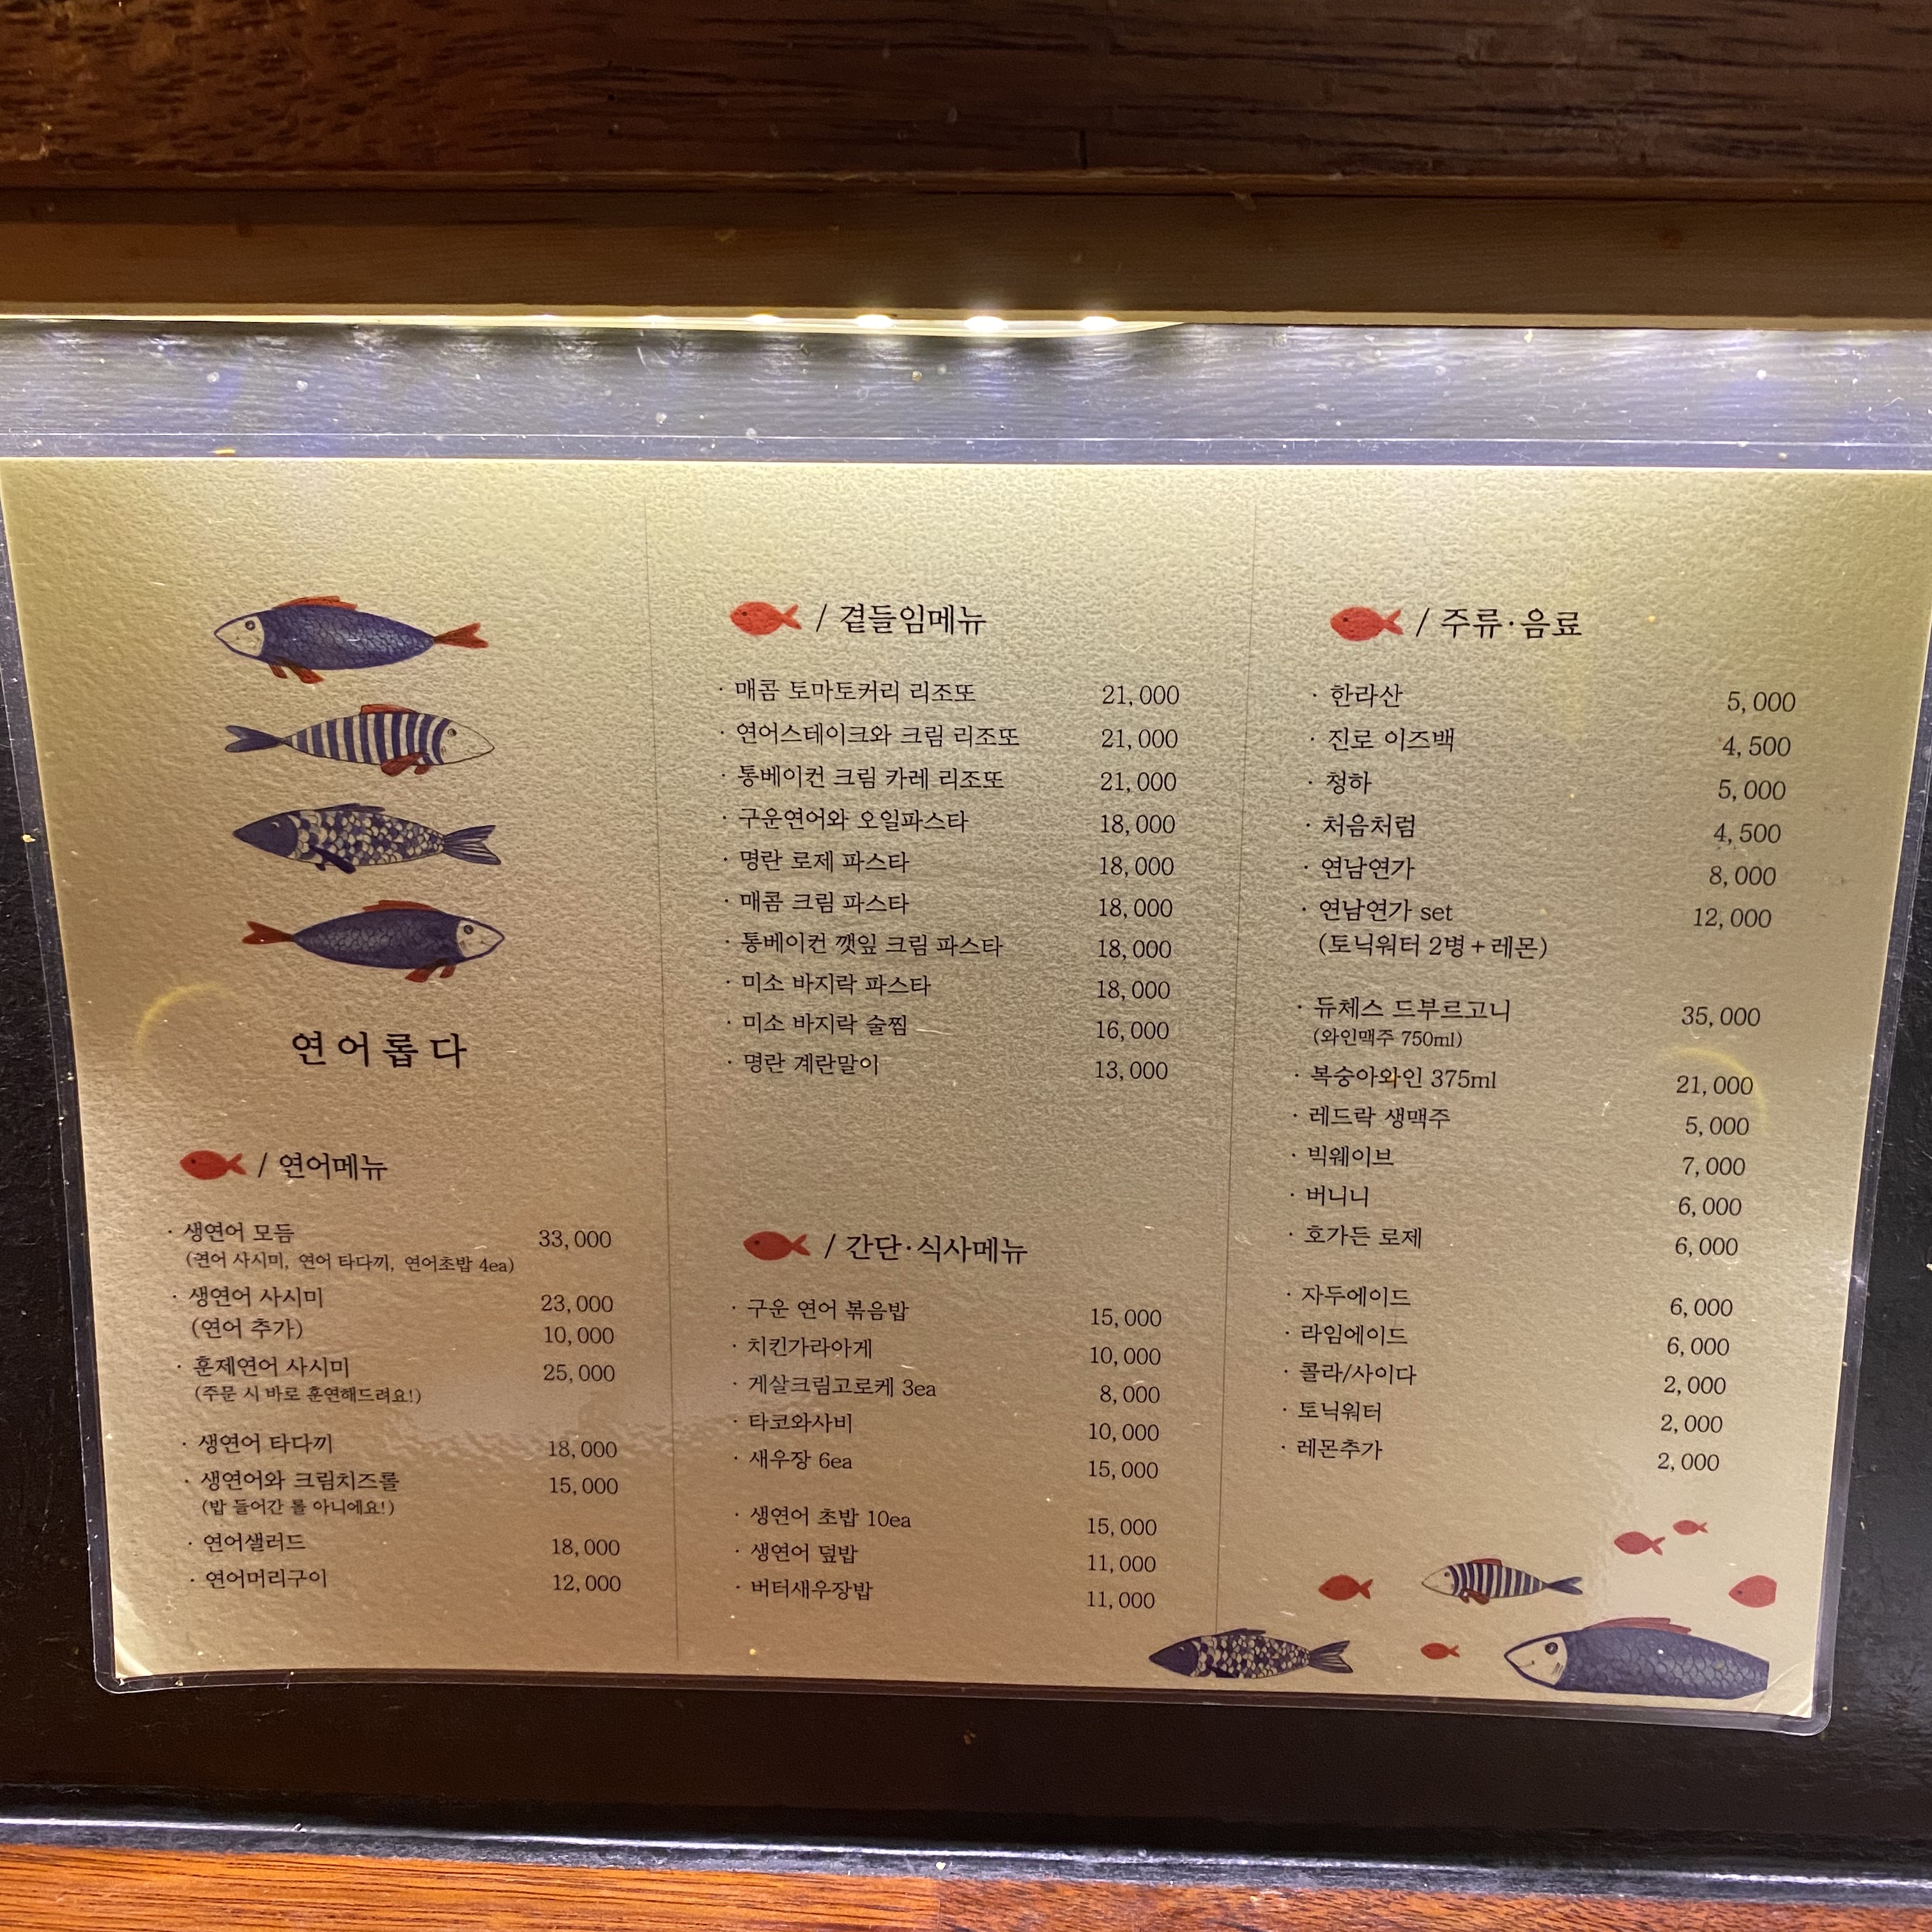 연어롭다
/ 연어메뉴
· 생연어 모듬 33,000
(연어 사시미, 연어 타다끼, 연어초밥 4ea)
· 생연어 사시미 23,000
(연어 추가) 10,000
· 훈제연어 사시미 25,000
(주문 시 바로 훈연해드려요!)
· 생연어 타다끼 18,000
· 생연어와 크림치즈롤 15,000
(밥 들어간 롤 아니에요!)
· 연어샐러드 18,000
· 연어머리구이 12,000
/ 곁들임메뉴
· 매콤 토마토커리 리조또 21,000
· 연어스테이크와 크림 리조또 21,000
· 통베이컨 크림 카레 리조또 21,000
· 구운연어와 오일파스타 18,000
· 명란 로제 파스타 18,000
· 매콤 크림 파스타 18,000
· 통베이컨 깻잎 크림 파스타 18,000
· 미소 바지락 파스타 18,000
· 미소 바지락 술찜 16,000
· 명란 계란말이 13,000
/ 간단·식사메뉴
· 구운 연어 볶음밥 15,000
· 치킨가라아게 10,000
· 게살크림고로케 3ea 8,000
· 타코와사비 10,000
· 새우장 6ea 15,000
· 생연어 초밥 10ea 15,000
· 생연어 덮밥 11,000
· 버터새우장밥 11,000
/ 주류·음료
· 한라산 5,000
· 진로 이즈백 4,500
· 청하 5,000
· 처음처럼 4,500
· 연남연가 8,000
· 연남연가 set 12,000
(토닉워터 2병 + 레몬)
· 듀체스 드부르고니 35,000
(와인맥주 750ml)
· 복숭아와인 375ml 21,000
· 레드락 생맥주 5,000
· 빅웨이브 7,000
· 버니니 6,000
· 호가든 로제 6,000
· 자두에이드 6,000
· 라임에이드 6,000
· 콜라/사이다 2,000
· 토닉워터 2,000
· 레몬추가 2,000